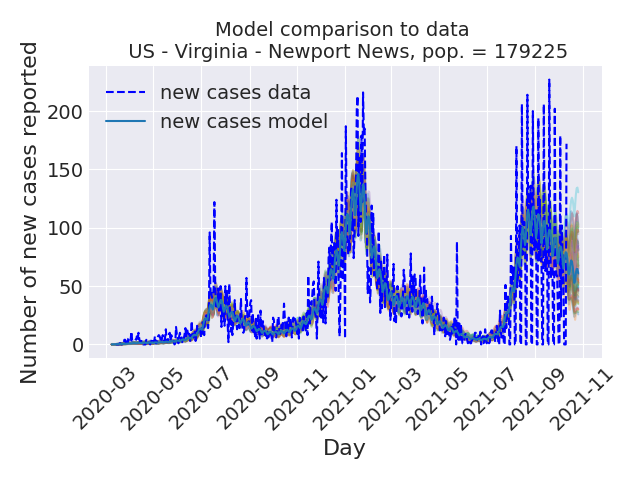 Model comparison to data
US - Virginia - Newport News, pop. = 179225
Number of new cases reported
new cases data
new cases model
200
150
100
50
0
2020-03
2020-05
2020-07
2020-09
2020-11
2021-01
2021-03
2021-05
2021-07
2021-09
2021-11
Day